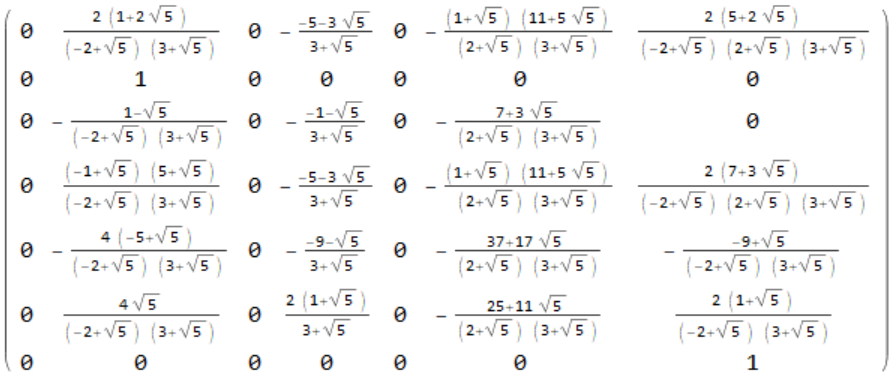 0 2 (1+2 √5) / (-2+√5) (3+√5) 0 - -5-3 √5 / 3+√5 0 - (1+√5) (11+5 √5) / (2+√5) (3+√5) 2 (5+2 √5) / (-2+√5) (2+√5) (3+√5)
0 1 0 0 0 0 0
0 - 1-√5 / (-2+√5) (3+√5) 0 - -1-√5 / 3+√5 0 - 7+3 √5 / (2+√5) (3+√5) 0
0 (-1+√5) (5+√5) / (-2+√5) (3+√5) 0 - -5-3 √5 / 3+√5 0 - (1+√5) (11+5 √5) / (2+√5) (3+√5) 2 (7+3 √5) / (-2+√5) (2+√5) (3+√5)
0 - 4 (-5+√5) / (-2+√5) (3+√5) 0 - -9-√5 / 3+√5 0 - 37+17 √5 / (2+√5) (3+√5) - -9+√5 / (-2+√5) (3+√5)
0 4 √5 / (-2+√5) (3+√5) 0 2 (1+√5) / 3+√5 0 - 25+11 √5 / (2+√5) (3+√5) 2 (1+√5) / (-2+√5) (3+√5)
0 0 0 0 0 0 1